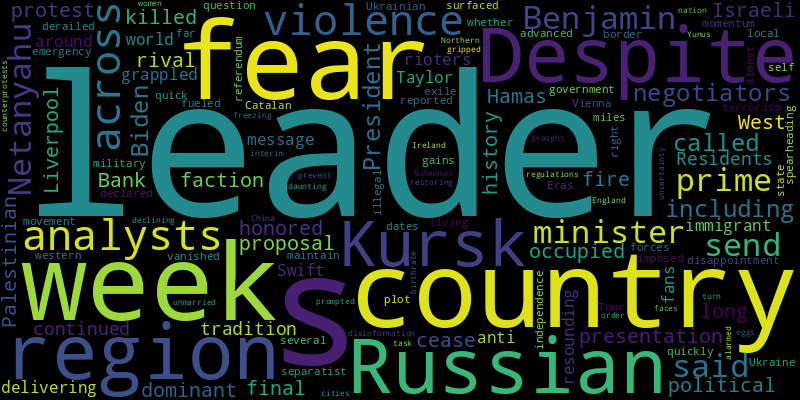 protest
women
Ukrainian
surfaced
nation
derailed
killed
violence
question
whether
momentum
Benjamin
Israeli
around
world
far
fear
referendum
advanced
border
local
Despite
Yunus
emergency
rival
rioters
Northern
gripped
almost
self
Netanyahu
across
grappled
Taylor
Hamas
negotiators
counterprotests
Liverpool
Biden
quick
fueled
Catalan
President
exile
reported
government
Vienna
terrorism
spearheading
freezing
message
leader
history
miles
right
West
called
military
interim
Ireland
brought
Residents
Bank
faction
prevent
gains
regulations
state
declared
daunting
illegal
Muhammad
restoring
Eras
fire
England
uncertainty
prime
Palestinian
movement
declining
honored
dates
living
including
analysts
China
Kursk
minister
immigrant
western
vanished
proposal
maintain
occupied
forces
send
Swift
birthrate
independence
imposed
disappointment
week
s
prompted
plot
country
fans
unmarried
Tour
long
continued
tradition
disinformation
order
faces
turn
region
several
task
cease
anti
resounding
presentation
alarmed
eggs
separatist
Russian
quickly
Ukraine
delivering
dominant
final
cities
said
political